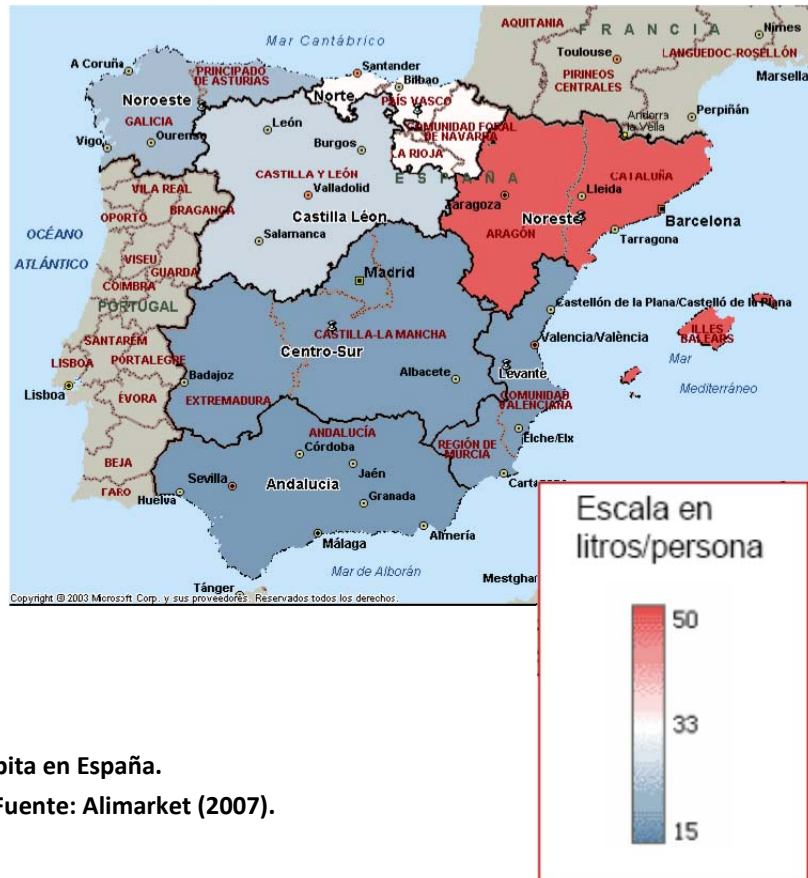 AQUITANIA
F R A N C I A
Nimes
Mar Cantábrico
Toulouse
LANGUEDOC-ROSELLÓN
A Coruña
Santander
PIRINEOS
CENTRALES
Marsella
PRINCIPADO
DE ASTURIAS
Bilbao
Noroeste
Norte
PAÍS VASCO
Andorra
la Vella
Perpiñán
GALICIA
León
COMUNIDAD FORAL
DE NAVARRA
Vigo
Ourense
Burgos
LA RIOJA
CASTILLA Y LEÓN
E S P A Ñ A
CATALUÑA
VILA REAL
Valladolid
Zaragoza
Lleida
OPORTO
BRAGANÇA
Castilla Léon
Noreste
Barcelona
OCÉANO
ATLÁNTICO
Salamanca
ARAGÓN
Tarragona
VISEU
GUARDA
COIMBRA
Madrid
PORTUGAL
Castellón de la Plana/Castelló de la Plana
SANTARÉM
CASTILLA-LA MANCHA
Valencia/València
ILLES
BALEARS
LISBOA
PORTALEGRE
Centro-Sur
Mar
Mediterráneo
Lisboa
Badajoz
Albacete
Levante
ÉVORA
EXTREMADURA
COMUNIDAD
VALENCIANA
ANDALUCÍA
Elche/Elx
BEJA
Córdoba
REGIÓN DE
MURCIA
Sevilla
Jaén
FARO
Huelva
Andalucia
Granada
Málaga
Almería
Mar de Alborán
Tánger
Copyright © 2003 Microsoft Corp. y sus proveedores. Reservados todos los derechos.
Escala en
litros/persona
50
33
15
en España.
Fuente: Alimarket (2007).